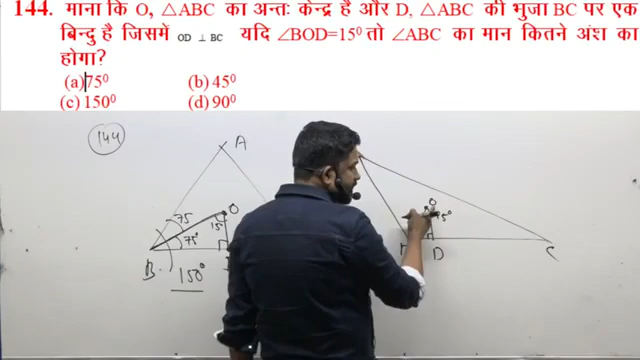 144. माना कि O, △ABC का अन्तः केन्द्र है और D, △ABC की भुजा BC पर एक
बिन्दु है जिसमें OD ⊥ BC यदि ∠BOD=15⁰ तो ∠ABC का मान कितने अंश का
होगा?
(a)75⁰ (b) 45⁰
(c) 150⁰ (d) 90⁰
144
A
75
O
15°
O
15°
75°
B
150°
D
C